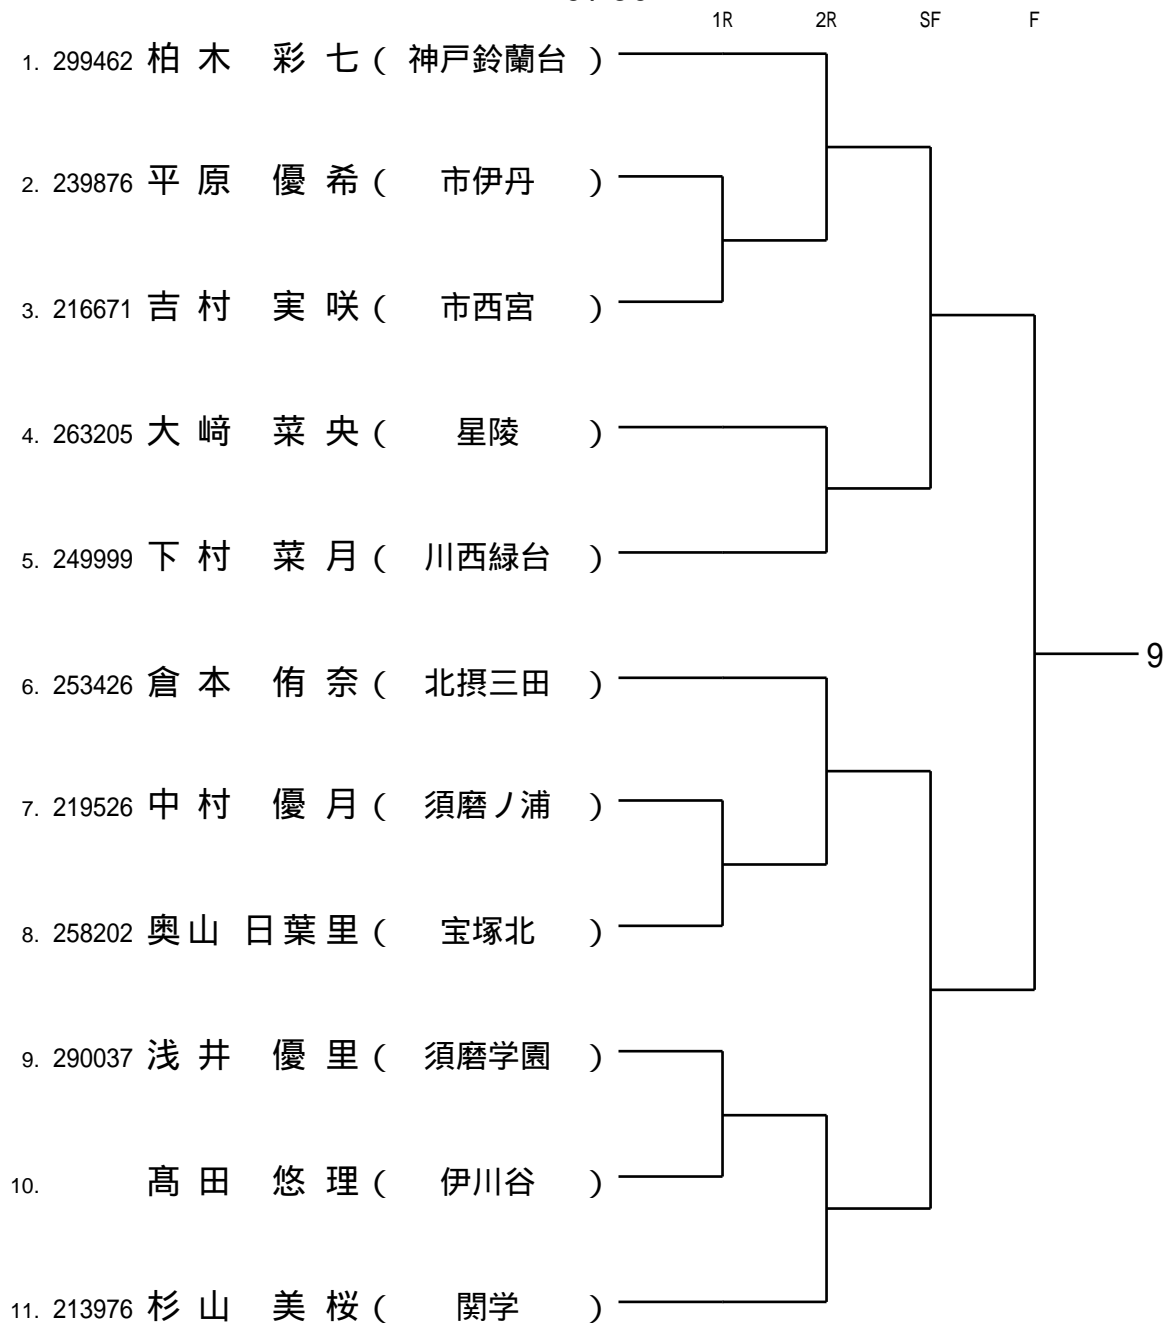 1R 2R SF F
1. 299462 柏木 彩七 ( 神戸鈴蘭台 )
2. 239876 平原 優希 ( 市伊丹 )
3. 216671 吉村 実咲 ( 市西宮 )
4. 263205 大﨑 菜央 ( 星陵 )
5. 249999 下村 菜月 ( 川西緑台 )
9
6. 253426 倉本 侑奈 ( 北摂三田 )
7. 219526 中村 優月 ( 須磨ノ浦 )
8. 258202 奥山 日葉里 ( 宝塚北 )
9. 290037 浅井 優里 ( 須磨学園 )
10. 髙田 悠理 ( 伊川谷 )
11. 213976 杉山 美桜 ( 関学 )